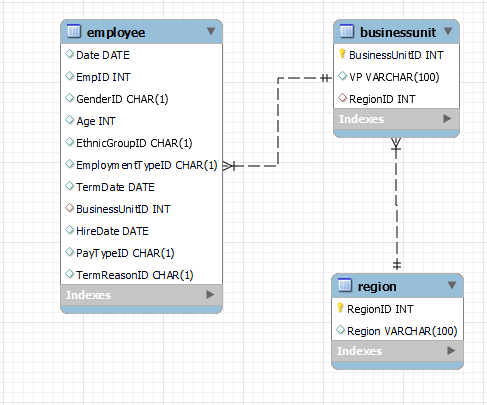 employee
Date DATE
EmpID INT
GenderID CHAR(1)
Age INT
EthnicGroupID CHAR(1)
EmploymentTypeID CHAR(1)
TermDate DATE
BusinessUnitID INT
HireDate DATE
PayTypeID CHAR(1)
TermReasonID CHAR(1)
Indexes
businessunit
BusinessUnitID INT
VP VARCHAR(100)
RegionID INT
Indexes
region
RegionID INT
Region VARCHAR(100)
Indexes